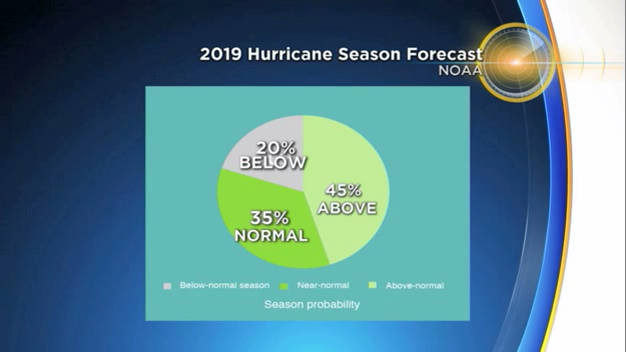 2019 Hurricane Season Forecast
NOAA
20%
BELOW
45%
ABOVE
35%
NORMAL
Below-normal season Near-normal Above-normal
Season probability